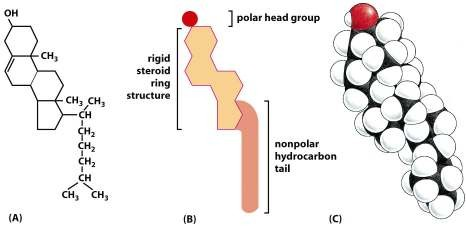 OH
CH₃
CH₃
CH₃
CH
CH₂
CH₂
CH₂
CH
CH₃
CH₃
(A)
polar head group
rigid
steroid
ring
structure
nonpolar
hydrocarbon
tail
(B)
(C)